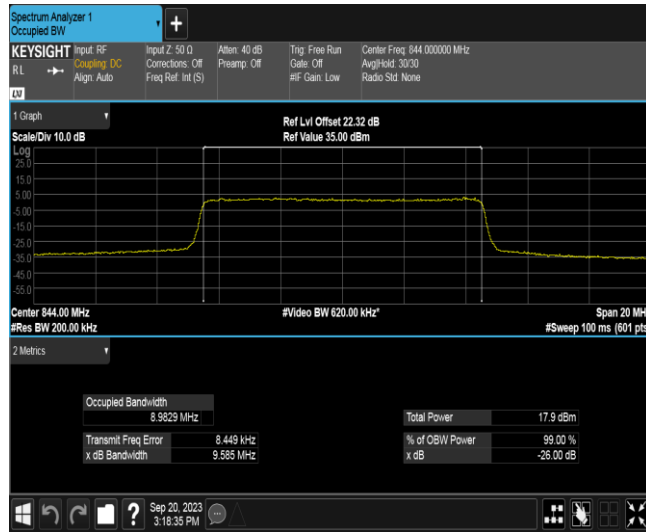 Spectrum Analyzer 1
Occupied BW
KEYSIGHT Input: RF Input Z: 50 Ω Atten: 40 dB Trig: Free Run Center Freq: 844.000000 MHz
RL Coupling: DC Corrections: Off Preamp: Off Gate: Off Avg|Hold: 30/30
Align: Auto Freq Ref: Int (S) #IF Gain: Low Radio Std: None
LXI
1 Graph
Ref Lvl Offset 22.32 dB
Scale/Div 10.0 dB Ref Value 35.00 dBm
Log
25.0
15.0
5.00
-5.00
-15.0
-25.0
-35.0
-45.0
-55.0
Center 844.00 MHz #Video BW 620.00 kHz* Span 20 MH
#Res BW 200.00 kHz #Sweep 100 ms (601 pts
2 Metrics
Occupied Bandwidth
8.9829 MHz Total Power 17.9 dBm
Transmit Freq Error 8.449 kHz % of OBW Power 99.00 %
x dB Bandwidth 9.585 MHz x dB -26.00 dB
Sep 20, 2023
3:18:35 PM